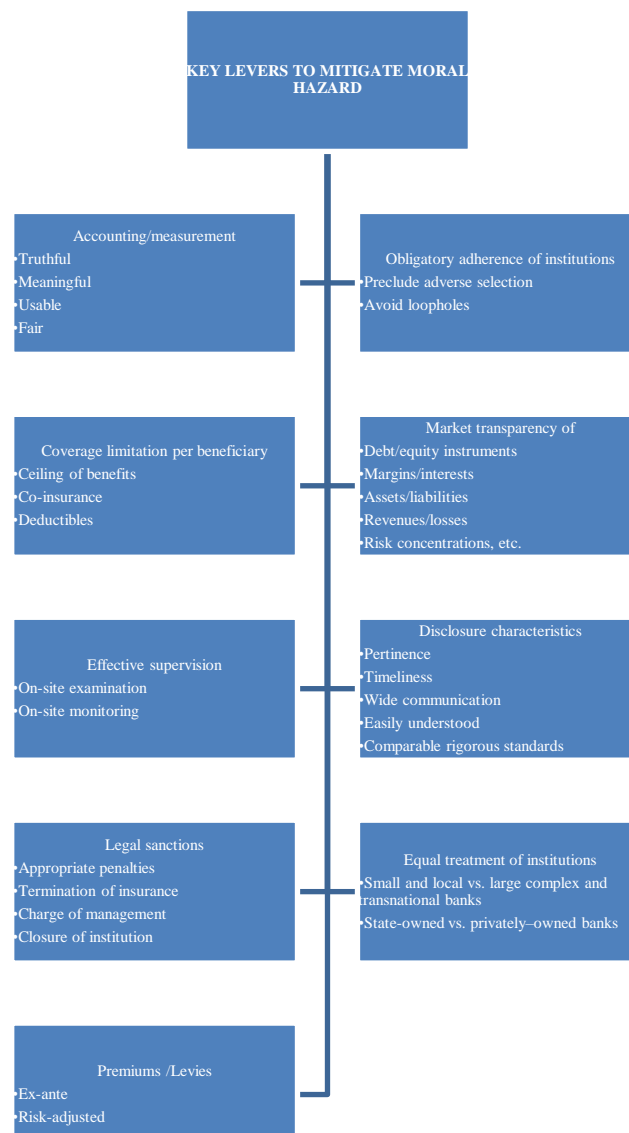 KEY LEVERS TO MITIGATE MORAL
HAZARD
Accounting/measurement
•Truthful
•Meaningful
•Usable
•Fair
Obligatory adherence of institutions
•Preclude adverse selection
•Avoid loopholes
Coverage limitation per beneficiary
•Ceiling of benefits
•Co-insurance
•Deductibles
Market transparency of
•Debt/equity instruments
•Margins/interests
•Assets/liabilities
•Revenues/losses
•Risk concentrations, etc.
Effective supervision
•On-site examination
•On-site monitoring
Disclosure characteristics
•Pertinence
•Timeliness
•Wide communication
•Easily understood
•Comparable rigorous standards
Legal sanctions
•Appropriate penalties
•Termination of insurance
•Charge of management
•Closure of institution
Equal treatment of institutions
•Small and local vs. large complex and
transnational banks
•State-owned vs. privately–owned banks
Premiums /Levies
•Ex-ante
•Risk-adjusted